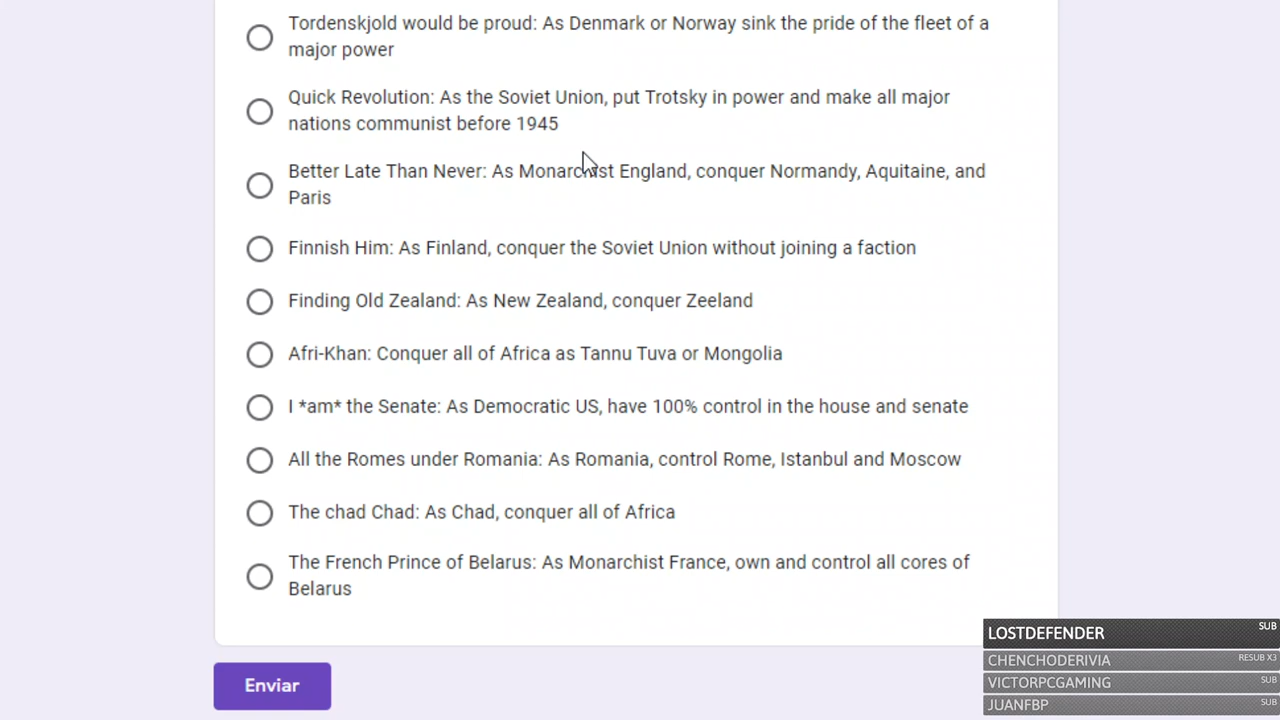 Tordenskjold would be proud: As Denmark or Norway sink the pride of the fleet of a
major power
Quick Revolution: As the Soviet Union, put Trotsky in power and make all major
nations communist before 1945
Better Late Than Never: As Monarchist England, conquer Normandy, Aquitaine, and
Paris
Finnish Him: As Finland, conquer the Soviet Union without joining a faction
Finding Old Zealand: As New Zealand, conquer Zeeland
Afri-Khan: Conquer all of Africa as Tannu Tuva or Mongolia
I *am* the Senate: As Democratic US, have 100% control in the house and senate
All the Romes under Romania: As Romania, control Rome, Istanbul and Moscow
The chad Chad: As Chad, conquer all of Africa
The French Prince of Belarus: As Monarchist France, own and control all cores of
Belarus
Enviar
LOSTDEFENDER SUB
CHENCHODERIVIA RESUB X3
VICTORPCGAMING SUB
JUANFBP SUB